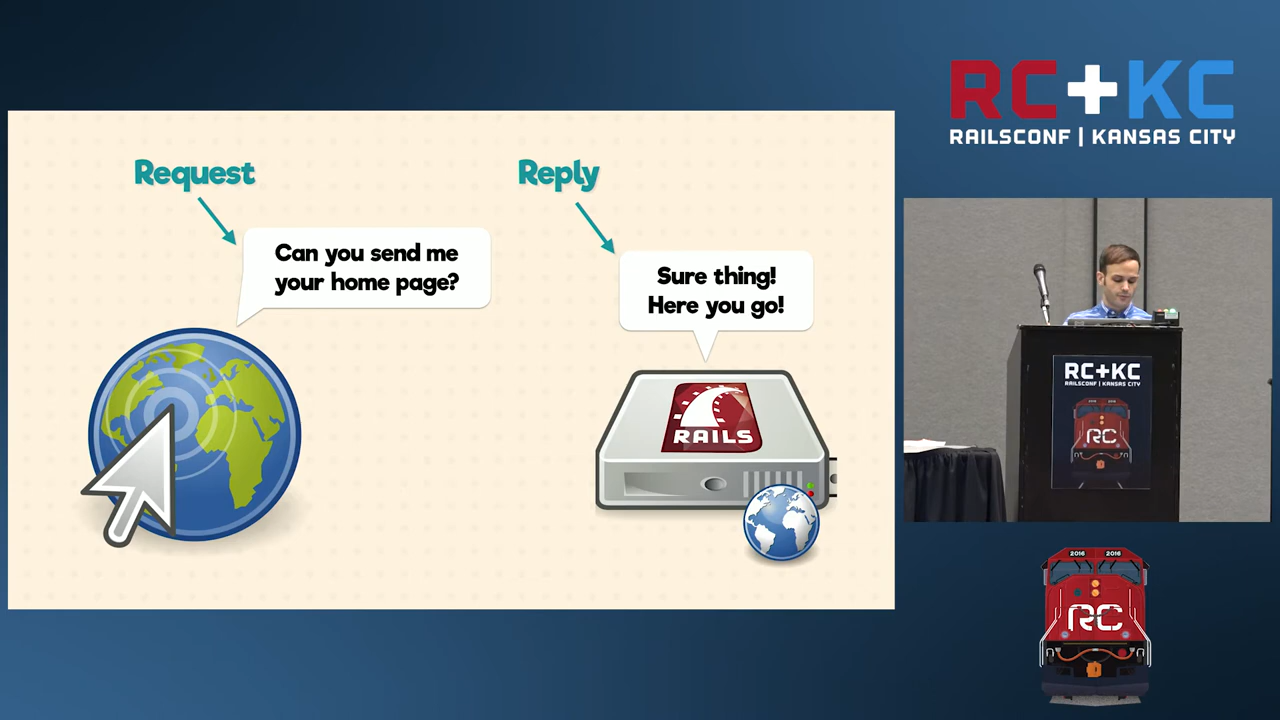 Request
Can you send me
your home page?
Reply
Sure thing!
Here you go!
RAILS
RC+KC
RAILSCONF | KANSAS CITY
RC+KC
RAILSCONF | KANSAS CITY
RC
2016
2016
RC